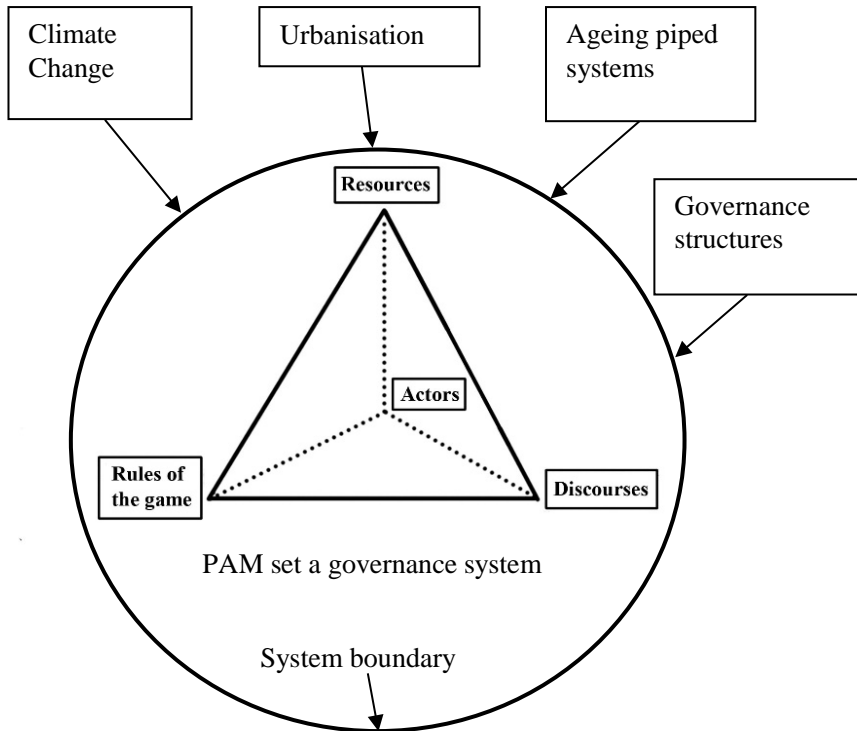 Climate
Change
Urbanisation
Ageing piped
systems
Resources
Governance
structures
Actors
Rules of
the game
Discourses
PAM set a governance system
System boundary